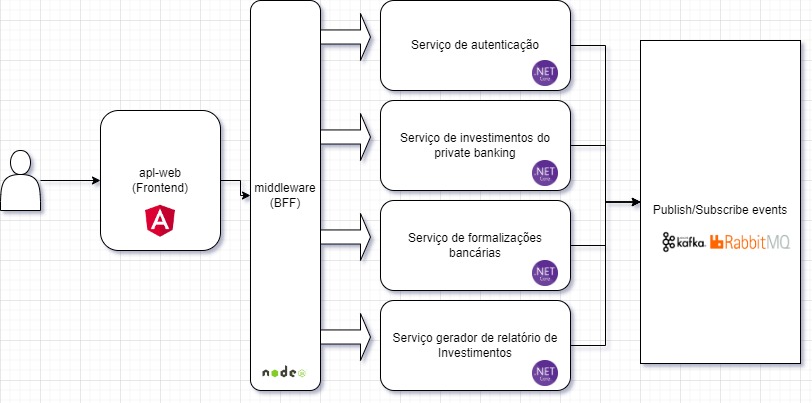 apl-web
(Frontend)
middleware
(BFF)
node
Serviço de autenticação
.NET
Core
Serviço de investimentos do
private banking
.NET
Core
Serviço de formalizações
bancárias
.NET
Core
Serviço gerador de relatório de
Investimentos
.NET
Core
Publish/Subscribe events
kafka
RabbitMQ